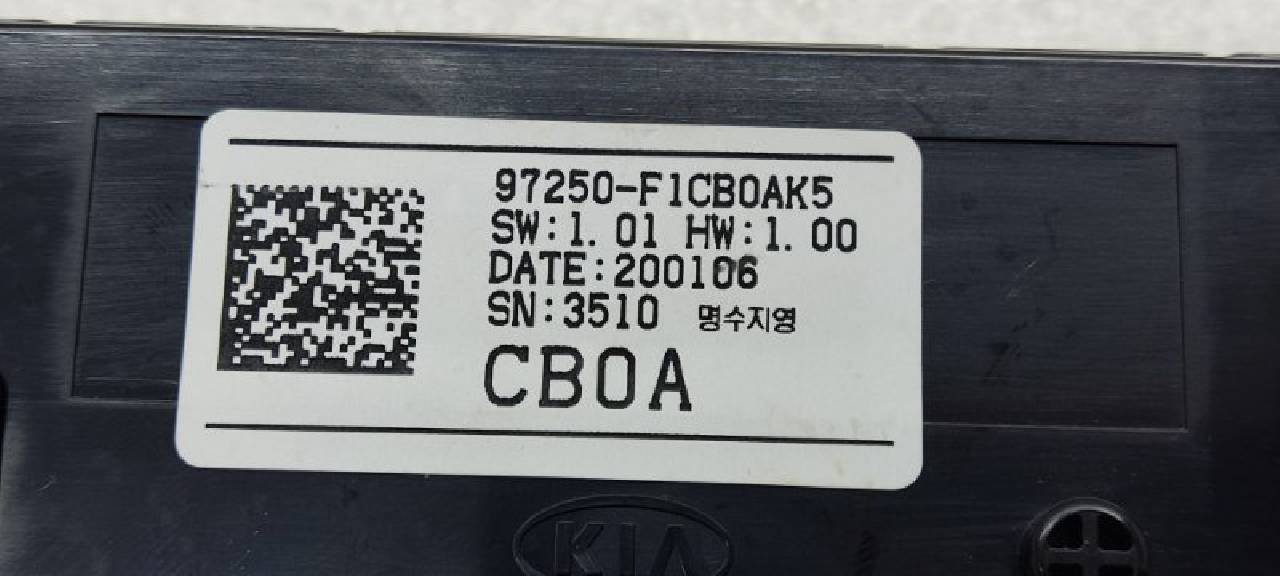 97250-F1CB0AK5
SW:1.01 HW:1.00
DATE:200106
SN:3510 명수지영
CB0A
KIA